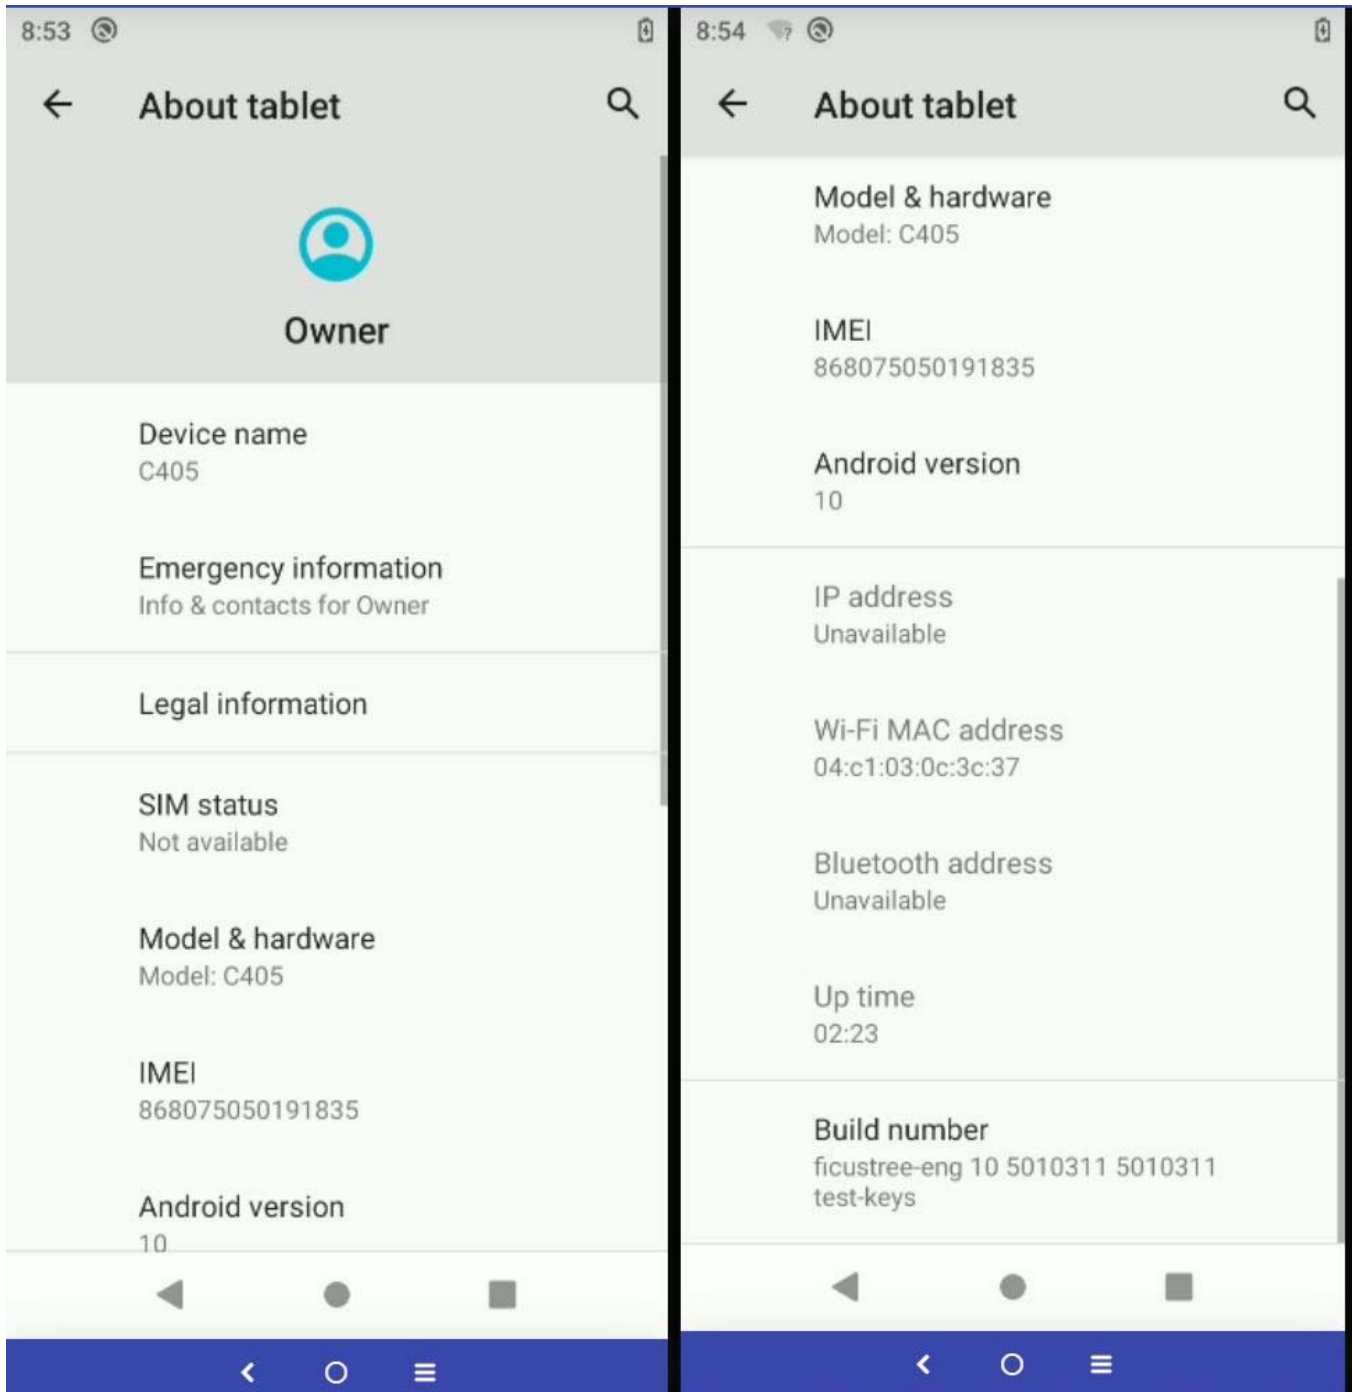 8:53
About tablet
Owner
Device name
C405
Emergency information
Info & contacts for Owner
Legal information
SIM status
Not available
Model & hardware
Model: C405
IMEI
868075050191835
Android version
10
8:54
About tablet
Model & hardware
Model: C405
IMEI
868075050191835
Android version
10
IP address
Unavailable
Wi-Fi MAC address
04:c1:03:0c:3c:37
Bluetooth address
Unavailable
Up time
02:23
Build number
ficustree-eng 10 5010311 5010311
test-keys